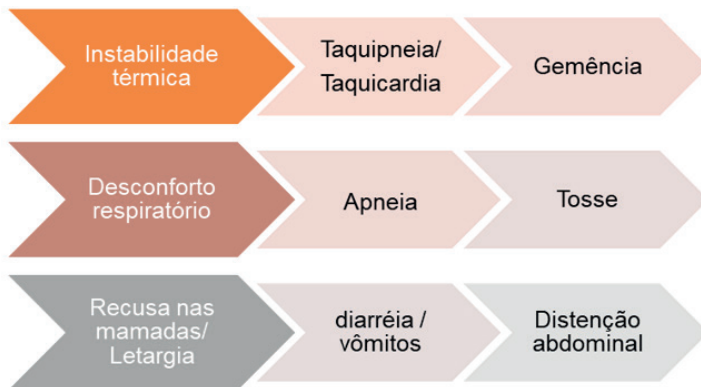 Instabilidade
térmica
Taquipneia/
Taquicardia
Gemência
Desconforto
respiratório
Apneia
Tosse
Recusa nas
mamadas/
Letargia
diarréia /
vômitos
Distenção
abdominal